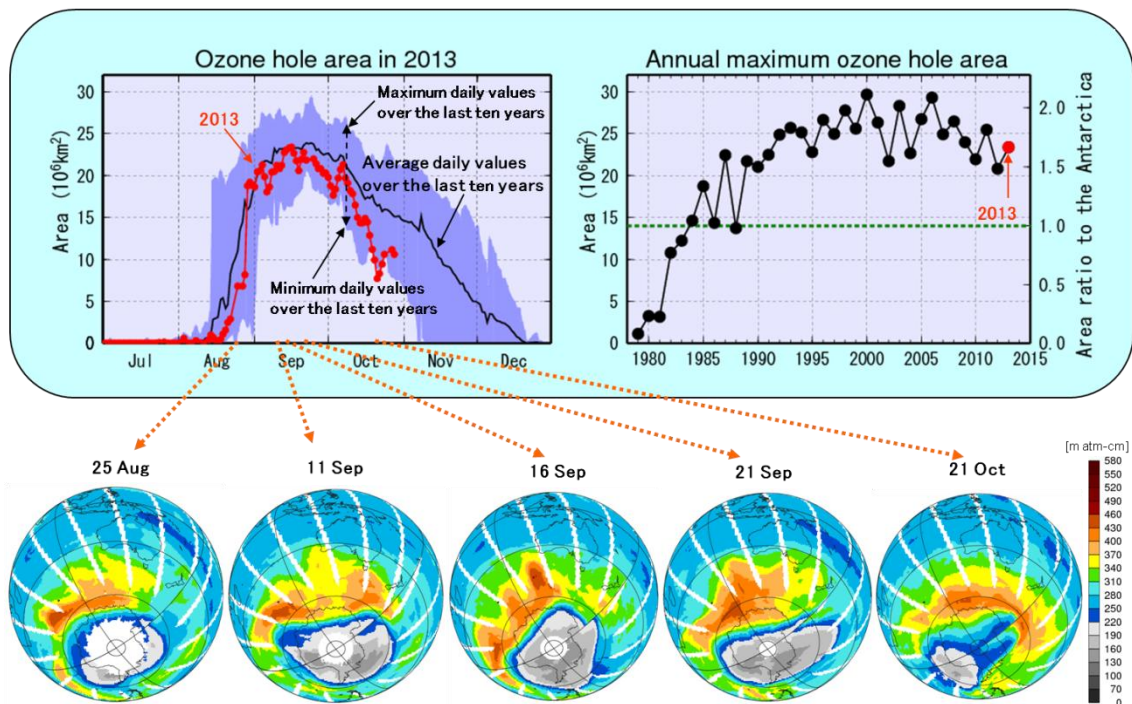 Ozone hole area in 2013
30
25
20
15
10
5
0
Area (10⁶km²)
2013
Maximum daily values
over the last ten years
Average daily values
over the last ten years
Minimum daily values
over the last ten years
Jul
Aug
Sep
Oct
Nov
Dec
Annual maximum ozone hole area
30
25
20
15
10
5
0
Area (10⁶km²)
2013
2.0
1.5
1.0
0.5
0.0
Area ratio to the Antarctica
1980
1985
1990
1995
2000
2005
2010
2015
25 Aug
11 Sep
16 Sep
21 Sep
21 Oct
[m atm-cm]
580
550
520
490
460
430
400
370
340
310
280
250
220
190
160
130
100
70
0